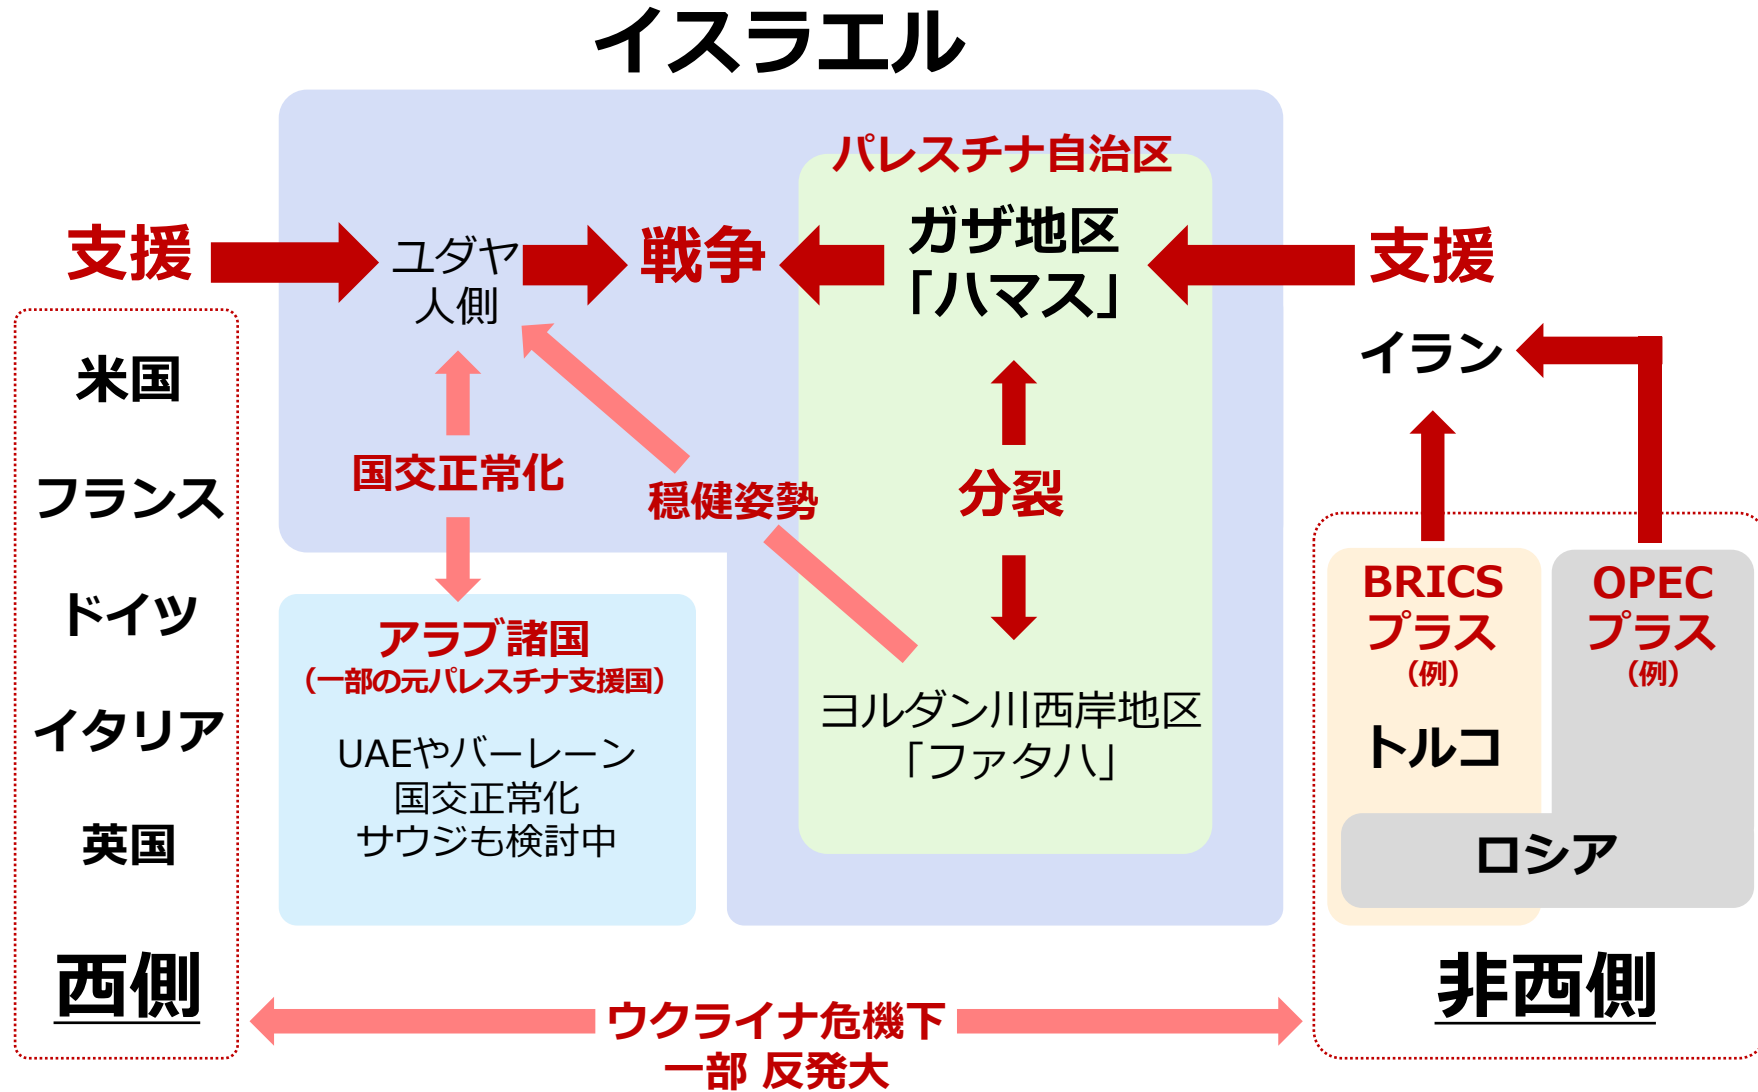 イスラエル
パレスチナ自治区
支援
ユダヤ
人側
戦争
ガザ地区
「ハマス」
支援
米国
フランス
ドイツ
イタリア
英国
西側
国交正常化
穏健姿勢
分裂
イラン
アラブ諸国
（一部の元パレスチナ支援国）
UAEやバーレーン
国交正常化
サウジも検討中
ヨルダン川西岸地区
「ファタハ」
BRICS
プラス
（例）
トルコ
OPEC
プラス
（例）
ロシア
非西側
ウクライナ危機下
一部 反発大